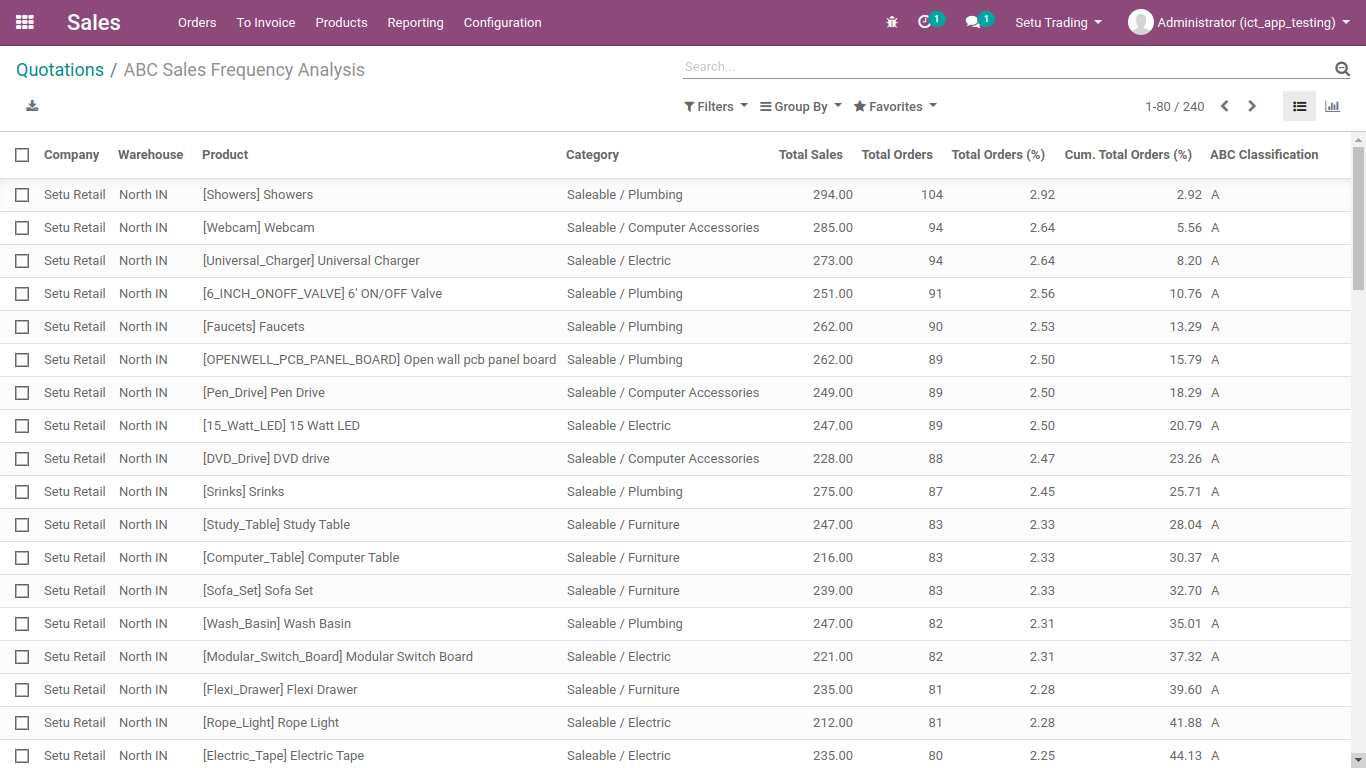 Sales Orders To Invoice Products Reporting Configuration 1 1 Setu Trading Administrator (ict_app_testing)
Quotations / ABC Sales Frequency Analysis Search...
Filters Group By Favorites 1-80 / 240
Company Warehouse Product Category Total Sales Total Orders Total Orders (%) Cum. Total Orders (%) ABC Classification
Setu Retail North IN [Showers] Showers Saleable / Plumbing 294.00 104 2.92 2.92 A
Setu Retail North IN [Webcam] Webcam Saleable / Computer Accessories 285.00 94 2.64 5.56 A
Setu Retail North IN [Universal_Charger] Universal Charger Saleable / Electric 273.00 94 2.64 8.20 A
Setu Retail North IN [6_INCH_ONOFF_VALVE] 6' ON/OFF Valve Saleable / Plumbing 251.00 91 2.56 10.76 A
Setu Retail North IN [Faucets] Faucets Saleable / Plumbing 262.00 90 2.53 13.29 A
Setu Retail North IN [OPENWELL_PCB_PANEL_BOARD] Open wall pcb panel board Saleable / Plumbing 262.00 89 2.50 15.79 A
Setu Retail North IN [Pen_Drive] Pen Drive Saleable / Computer Accessories 249.00 89 2.50 18.29 A
Setu Retail North IN [15_Watt_LED] 15 Watt LED Saleable / Electric 247.00 89 2.50 20.79 A
Setu Retail North IN [DVD_Drive] DVD drive Saleable / Computer Accessories 228.00 88 2.47 23.26 A
Setu Retail North IN [Srinks] Srinks Saleable / Plumbing 275.00 87 2.45 25.71 A
Setu Retail North IN [Study_Table] Study Table Saleable / Furniture 247.00 83 2.33 28.04 A
Setu Retail North IN [Computer_Table] Computer Table Saleable / Furniture 216.00 83 2.33 30.37 A
Setu Retail North IN [Sofa_Set] Sofa Set Saleable / Furniture 239.00 83 2.33 32.70 A
Setu Retail North IN [Wash_Basin] Wash Basin Saleable / Plumbing 247.00 82 2.31 35.01 A
Setu Retail North IN [Modular_Switch_Board] Modular Switch Board Saleable / Electric 221.00 82 2.31 37.32 A
Setu Retail North IN [Flexi_Drawer] Flexi Drawer Saleable / Furniture 235.00 81 2.28 39.60 A
Setu Retail North IN [Rope_Light] Rope Light Saleable / Electric 212.00 81 2.28 41.88 A
Setu Retail North IN [Electric_Tape] Electric Tape Saleable / Electric 235.00 80 2.25 44.13 A